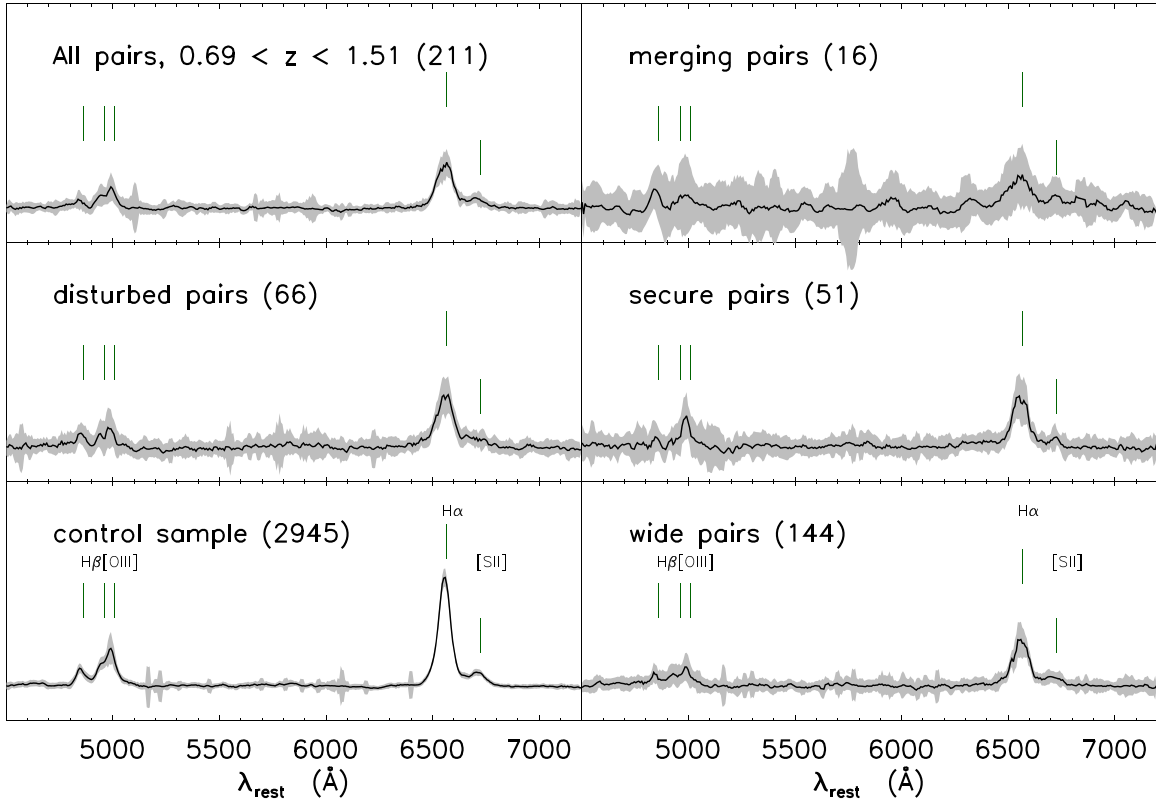 All pairs, 0.69 < z < 1.51 (211)
merging pairs (16)
disturbed pairs (66)
secure pairs (51)
control sample (2945)
Hα
Hβ[OIII]
[SII]
wide pairs (144)
Hα
Hβ[OIII]
[SII]
5000 5500 6000 6500 7000
5000 5500 6000 6500 7000
λrest (Å)
λrest (Å)